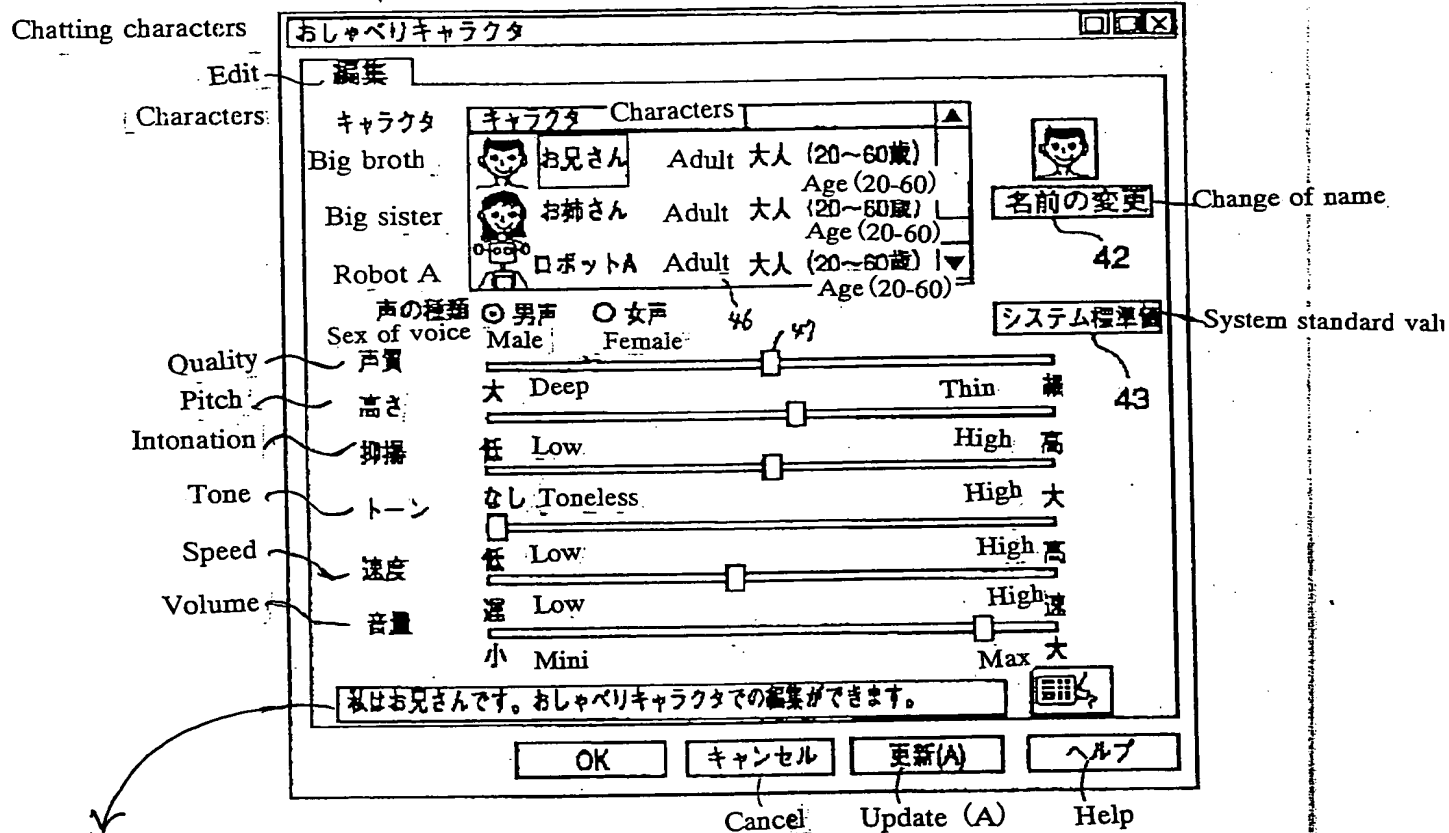 Chatting characters おしゃべりキャラクタ
Edit 編集
Characters キャラクタ キャラクタ Characters
Big broth お兄さん Adult 大人 (20~60歳)
Age (20-60)
Big sister お姉さん Adult 大人 (20~60歳)
Age (20-60)
Robot A ロボットA Adult 大人 (20~60歳)
Age (20-60)
名前の変更 Change of name
42
声の種類 男声 女声 46 47
Sex of voice Male Female
システム標準値 System standard val
43
Quality 声質
大 Deep Thin 細
Pitch 高さ
低 Low High 高
Intonation 抑揚
なし Toneless High 大
Tone トーン
低 Low High 高
Speed 速度
遅 Low High 速
Volume 音量
小 Mini Max 大
私はお兄さんです。おしゃべりキャラクタでの編集ができます。
OK キャンセル 更新(A) ヘルプ
Cancel Update (A) Help